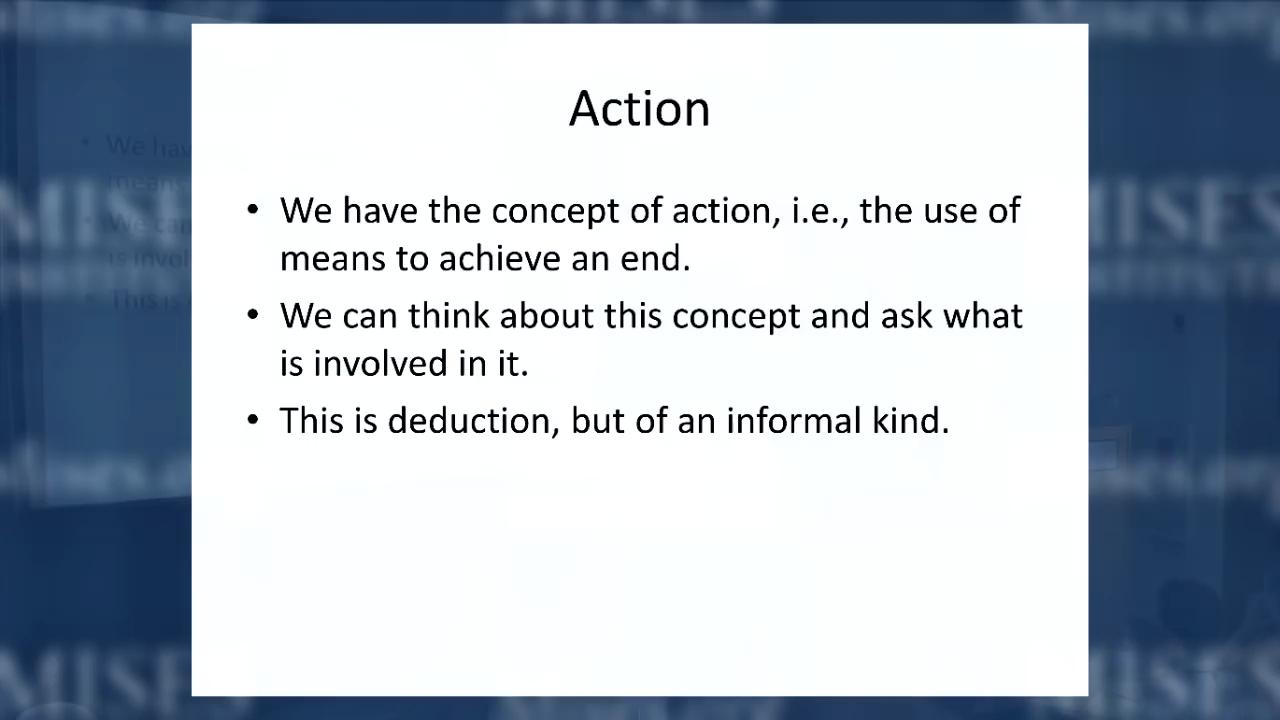 Action
• We have the concept of action, i.e., the use of
means to achieve an end.
• We can think about this concept and ask what
is involved in it.
• This is deduction, but of an informal kind.
MISES